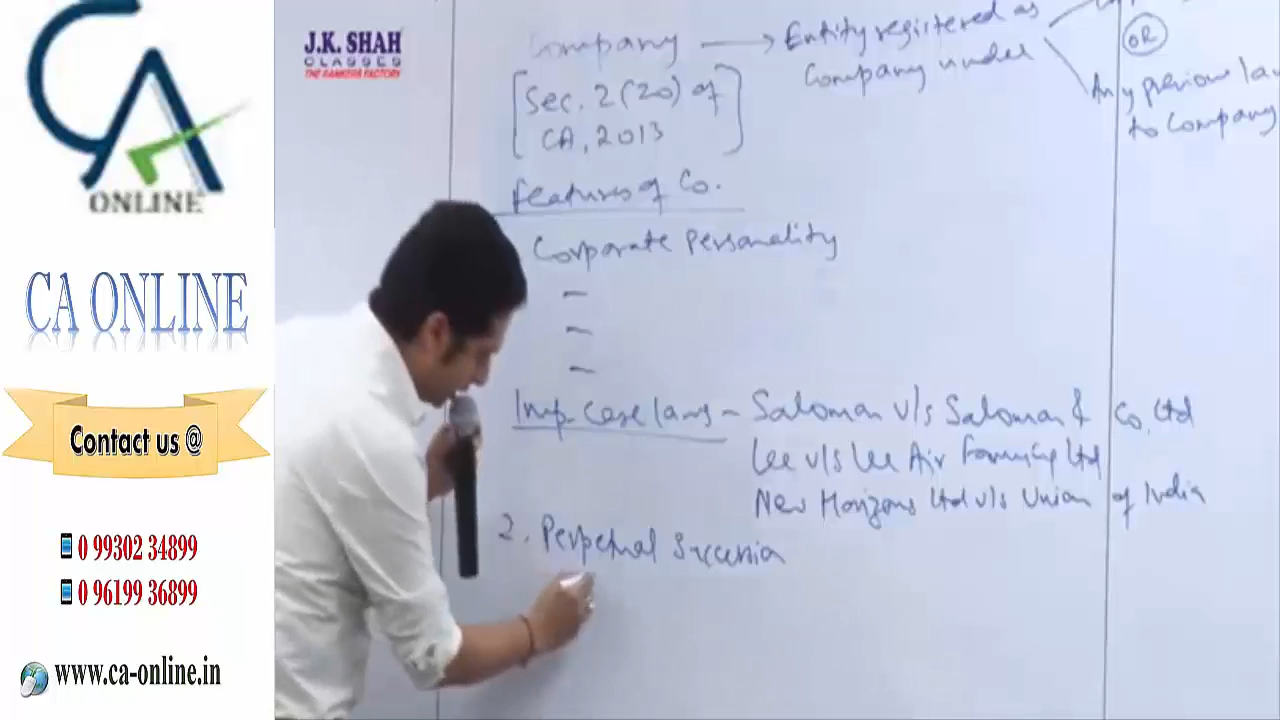 CA
ONLINE
CA ONLINE
Contact us @
0 99302 34899
0 96199 36899
www.ca-online.in
J.K. SHAH
CLASSES
THE RANKERS FACTORY
Company → Entity registered as
Company under
OR
Any previous law
to Company
[Sec. 2(20) of
CA, 2013]
Features of Co.
Corporate Personality
–
–
–
Imp. Case laws – Saloman v/s Saloman & Co. Ltd
Lee v/s Lee Air Farming Ltd
New Horizons Ltd v/s Union of India
2. Perpetual Succession